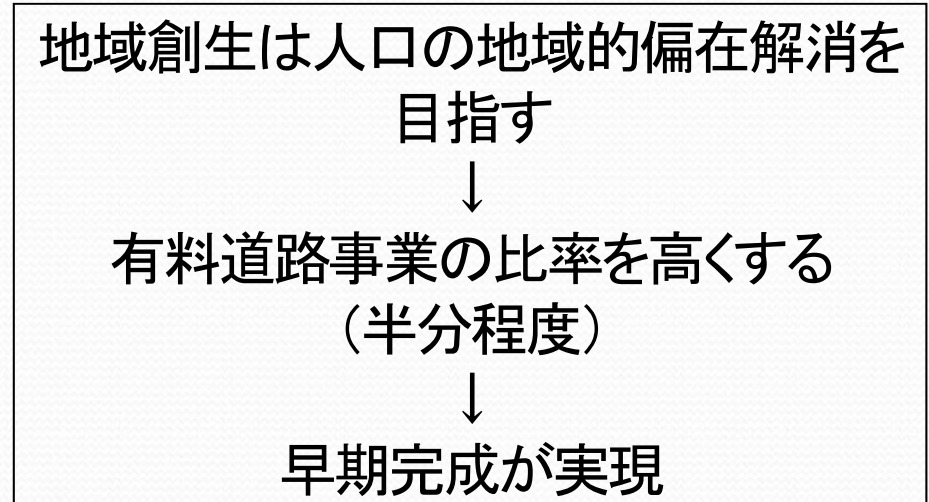 地域創生は人口の地域的偏在解消を
目指す
↓
有料道路事業の比率を高くする
（半分程度）
↓
早期完成が実現